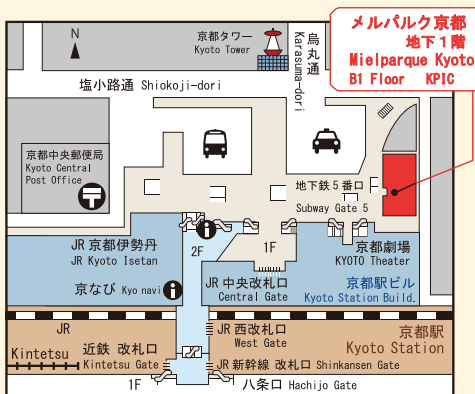 メルパルク京都
地下1階
Mielparque Kyoto
B1 Floor KPIC
N
京都タワー
Kyoto Tower
烏丸通
Karasuma-dori
塩小路通 Shiokoji-dori
京都中央郵便局
Kyoto Central
Post Office
地下鉄5番口
Subway Gate 5
2F
1F
JR 京都伊勢丹
JR Kyoto Isetan
京都劇場
KYOTO Theater
京なび Kyo navi
JR 中央改札口
Central Gate
京都駅ビル
Kyoto Station Build.
JR
JR 西改札口
West Gate
京都駅
Kyoto Station
Kintetsu
近鉄 改札口
Kintetsu Gate
JR 新幹線 改札口 Shinkansen Gate
1F
八条口 Hachijo Gate